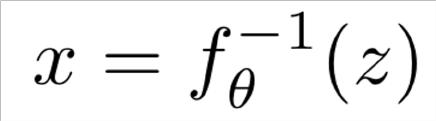 x = f_θ^{-1}(z)